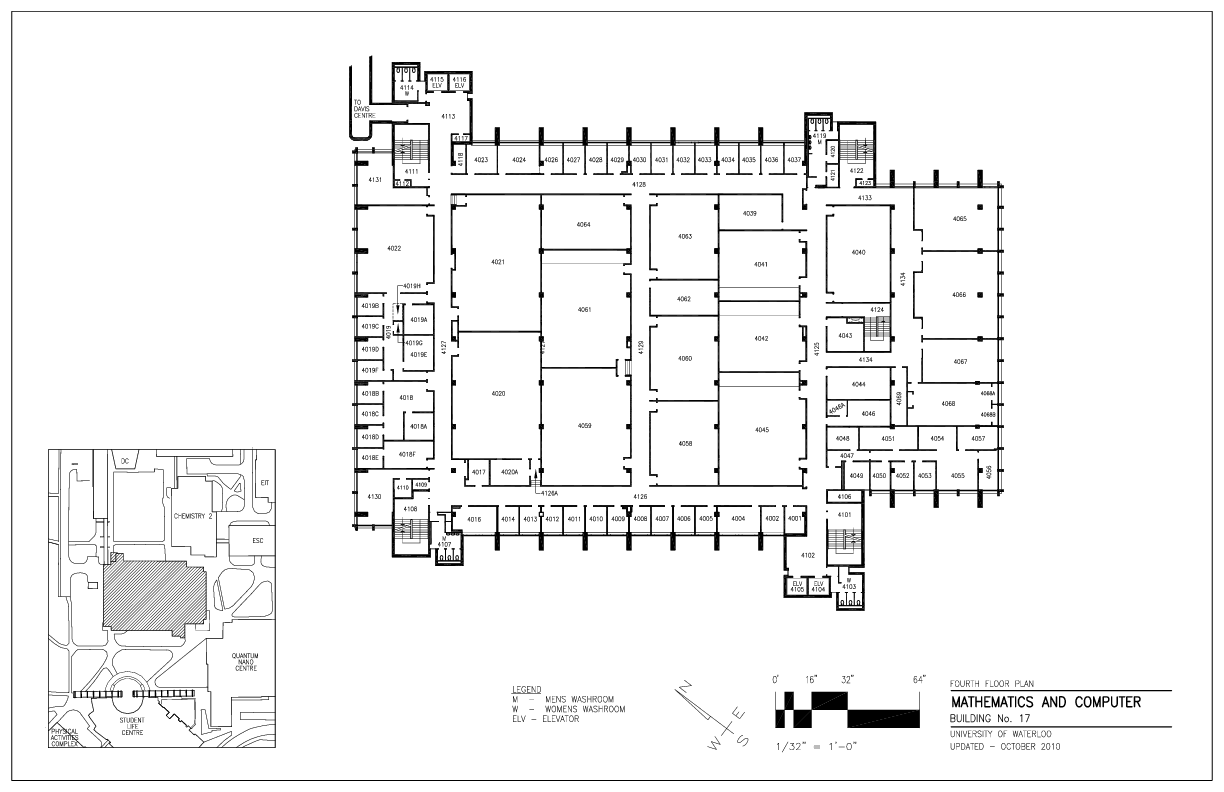 4115
ELV
4116
ELV
4114
W
TO
DAVIS
CENTRE
4113
4117
4119
M
4120
4121
4122
4123
4111
4112
4131
4118
4023
4024
4026
4027
4028
4029
4030
4031
4032
4033
4034
4035
4036
4037
4128
4133
4022
4021
4064
4063
4039
4040
4065
4041
4134
4019H
4019B
4019A
4019C
4019
4019G
4019D
4019E
4019F
4127
4061
4062
4066
4124
4043
4042
4129
4125
4127
4060
4134
4067
4018B
4018
4018C
4018A
4018D
4018E
4018F
4020
4059
4058
4045
4044
4069
4068
4068A
4068B
4046A
4046
4048
4051
4054
4057
4047
4049
4050
4052
4053
4055
4056
4017
4020A
4126A
4126
4130
4110
4109
4108
M
4107
4016
4014
4013
4012
4011
4010
4009
4008
4007
4006
4005
4004
4002
4001
4106
4101
4102
ELV
4105
ELV
4104
W
4103
DC
EIT
CHEMISTRY 2
ESC
QUANTUM
NANO
CENTRE
STUDENT
LIFE
CENTRE
PHYSICAL
ACTIVITIES
COMPLEX
LEGEND
M – MENS WASHROOM
W – WOMENS WASHROOM
ELV – ELEVATOR
N
E
W
S
0' 16" 32" 64"
1/32" = 1'-0"
FOURTH FLOOR PLAN
MATHEMATICS AND COMPUTER
BUILDING No. 17
UNIVERSITY OF WATERLOO
UPDATED – OCTOBER 2010